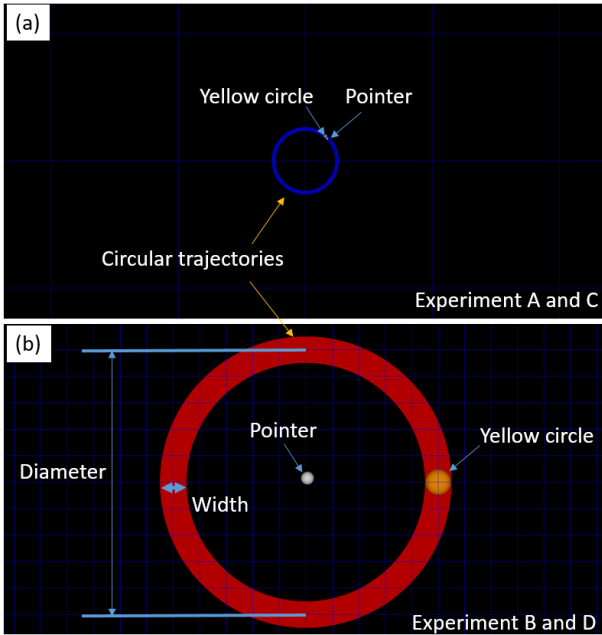 (a)
Yellow circle
Pointer
Circular trajectories
Experiment A and C
(b)
Pointer
Yellow circle
Diameter
Width
Experiment B and D